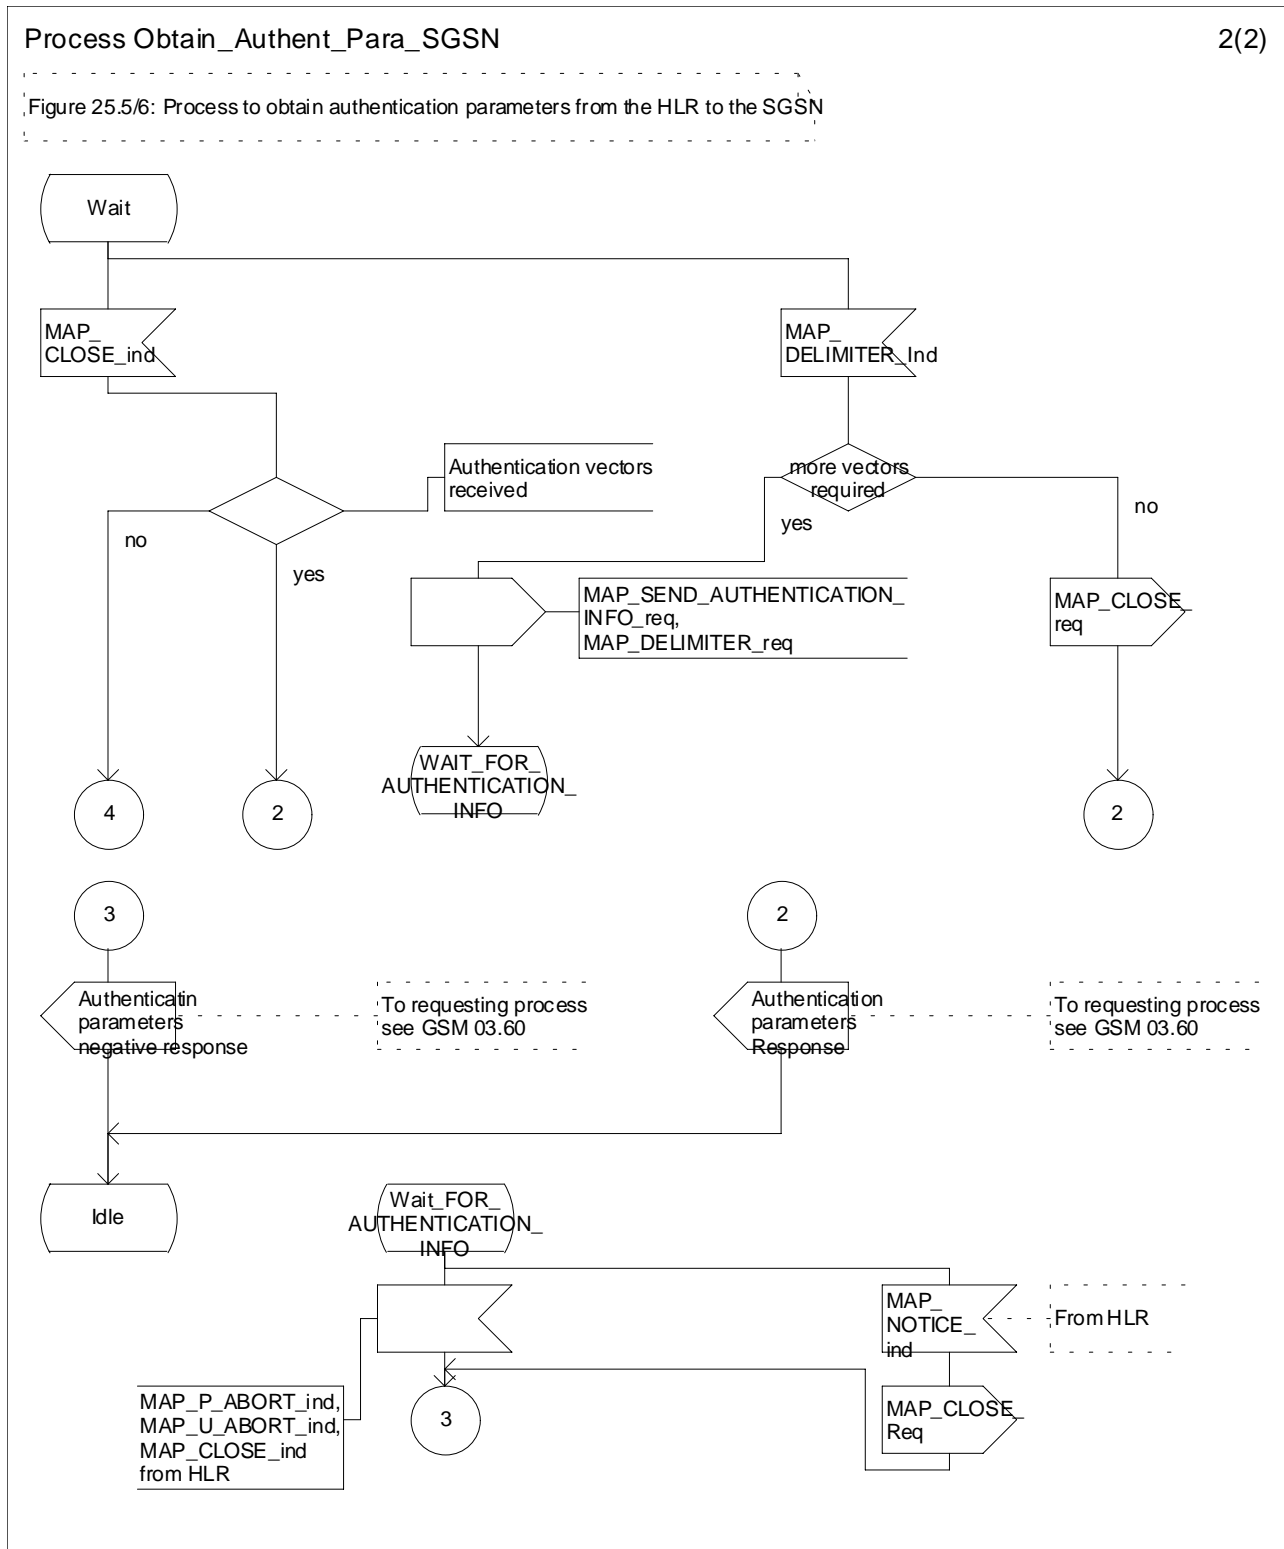 Process Obtain_Authent_Para_SGSN
2(2)
Figure 25.5/6: Process to obtain authentication parameters from the HLR to the SGSN
Wait
MAP_
CLOSE_ind
MAP_
DELIMITER_Ind
Authentication vectors
received
more vectors
required
no
yes
yes
no
MAP_SEND_AUTHENTICATION_
INFO_req,
MAP_DELIMITER_req
MAP_CLOSE_
req
WAIT_FOR_
AUTHENTICATION_
INFO
4
2
2
3
2
Authenticatin
parameters
negative response
To requesting process
see GSM 03.60
Authentication
parameters
Response
To requesting process
see GSM 03.60
Idle
Wait_FOR_
AUTHENTICATION_
INFO
MAP_
NOTICE_
ind
From HLR
MAP_P_ABORT_ind,
MAP_U_ABORT_ind,
MAP_CLOSE_ind
from HLR
3
MAP_CLOSE_
Req